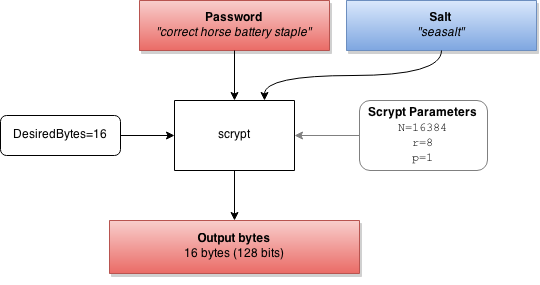 Password
"correct horse battery staple"
Salt
"seasalt"
DesiredBytes=16
scrypt
Scrypt Parameters
N=16384
r=8
p=1
Output bytes
16 bytes (128 bits)